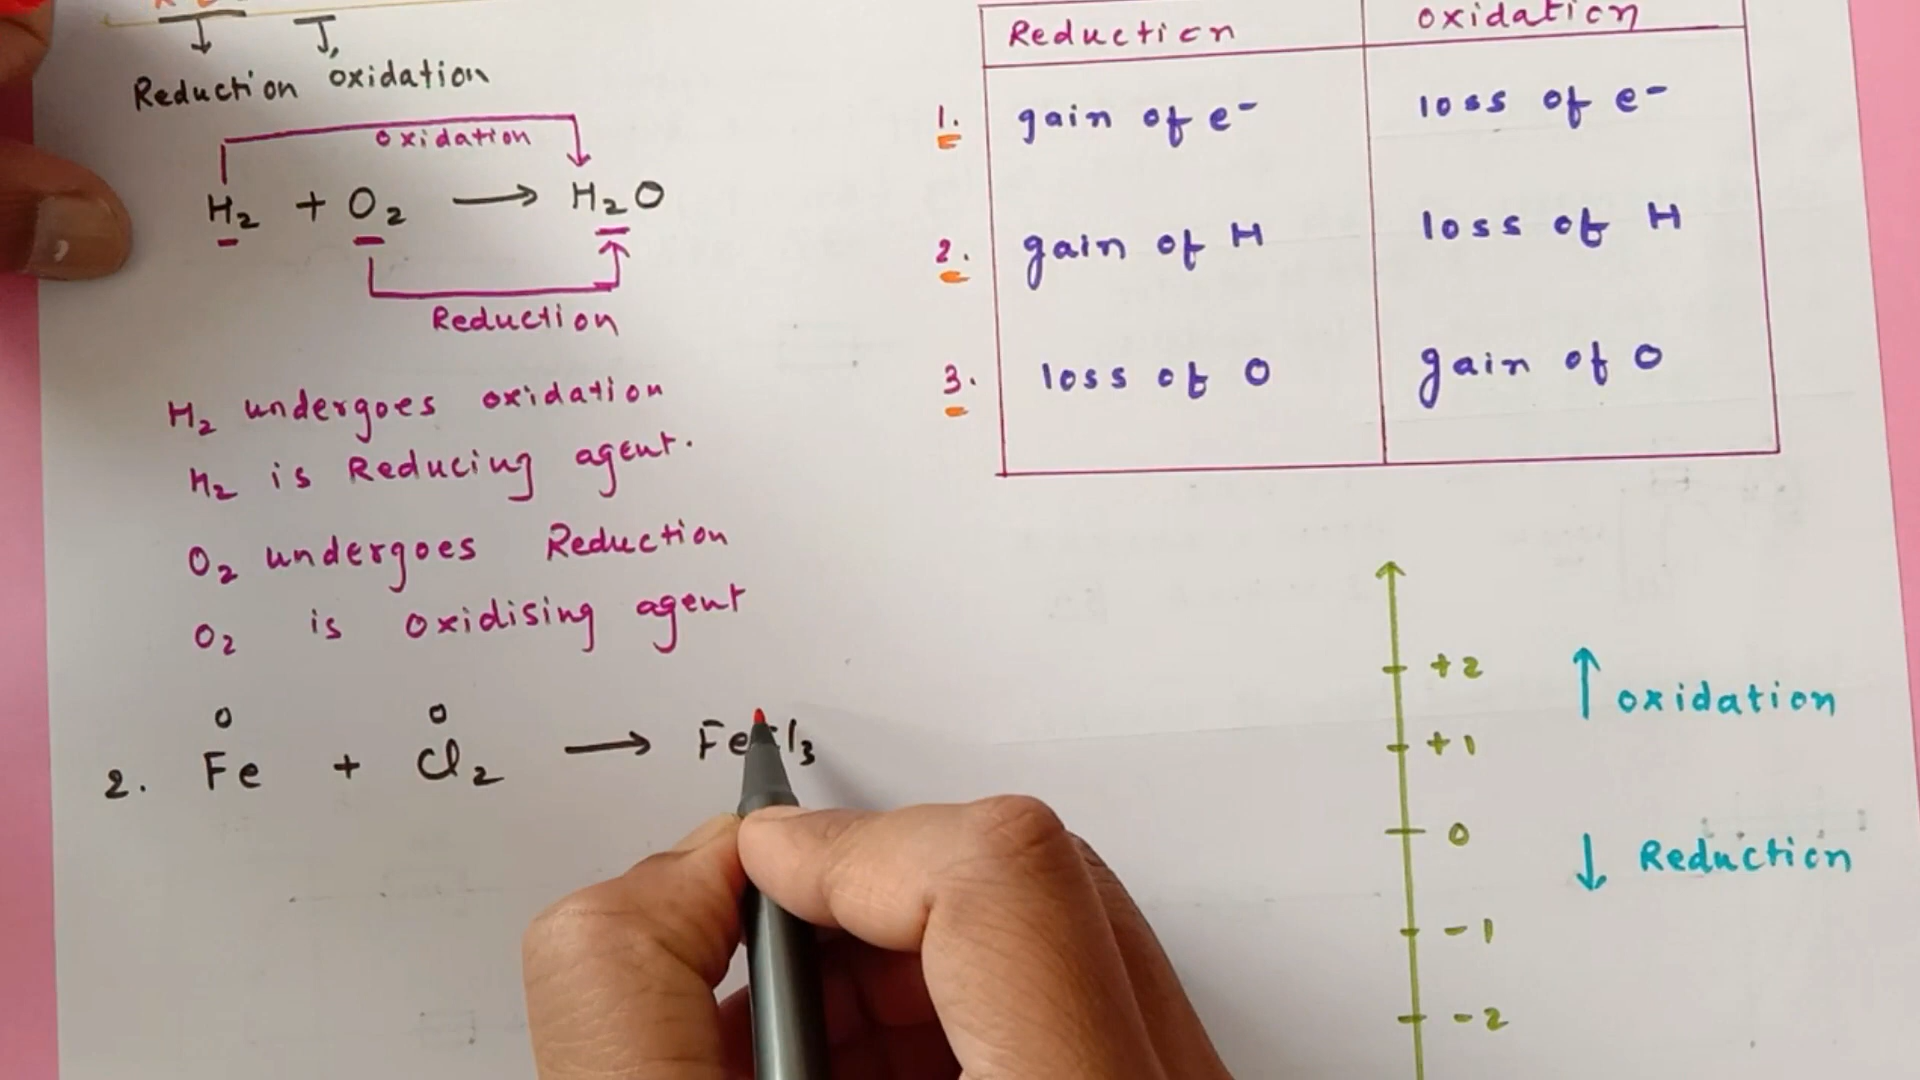 Reduction oxidation
oxidation
H₂ + O₂ → H₂O
Reduction
H₂ undergoes oxidation
H₂ is Reducing agent.
O₂ undergoes Reduction
O₂ is oxidising agent
0 0
2. Fe + Cl₂ → FeCl₃
Reduction oxidation
1. gain of e- loss of e-
2. gain of H loss of H
3. loss of O gain of O
+2
↑ oxidation
+1
0
↓ Reduction
-1
-2